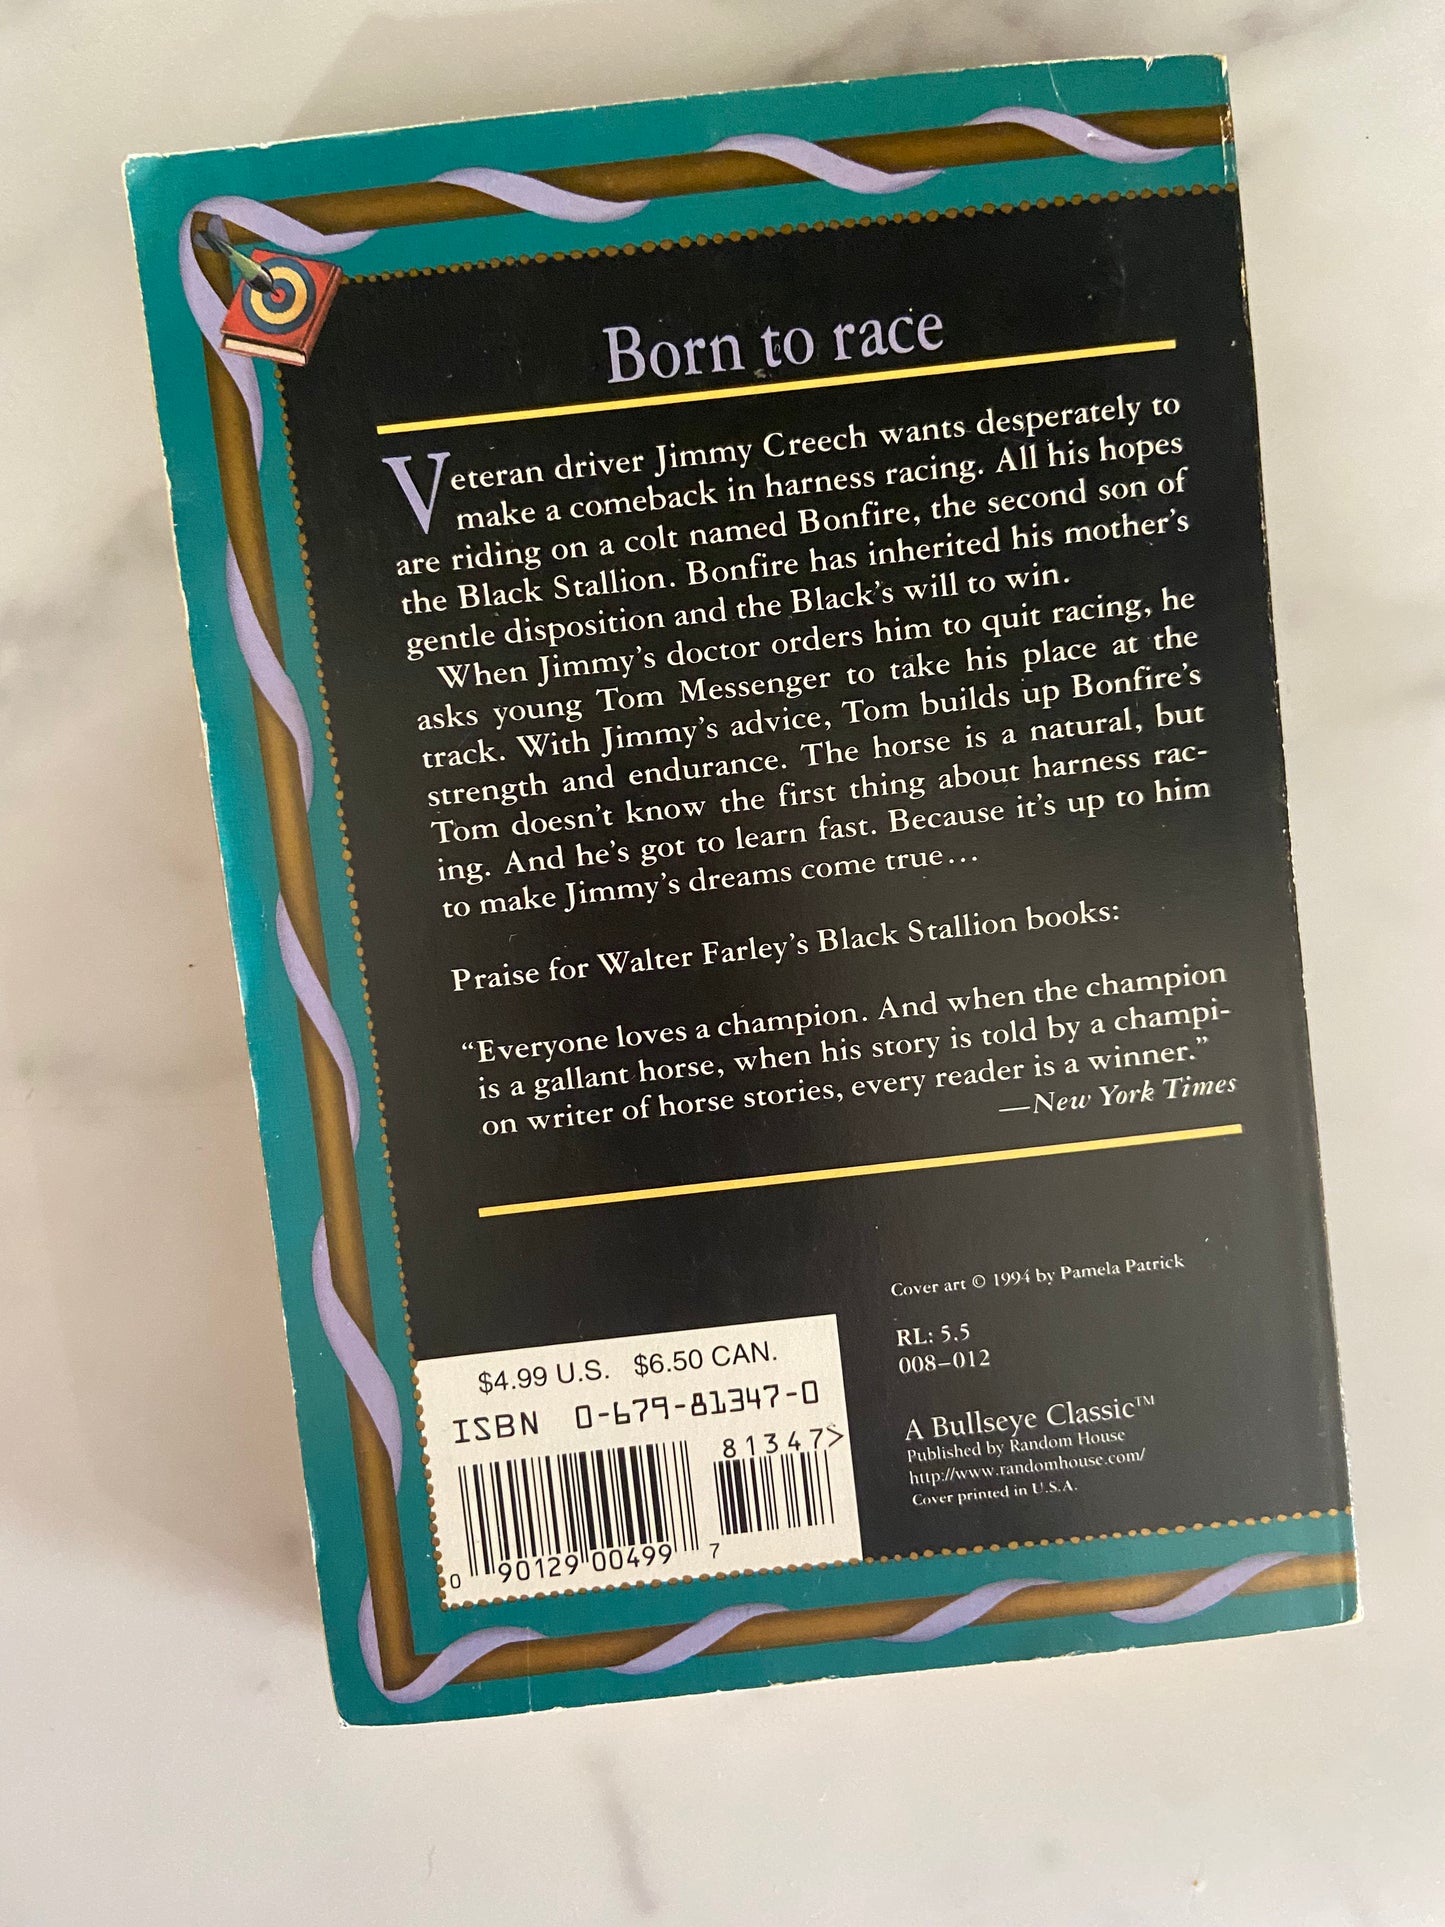 Born to race
Veteran driver Jimmy Creech wants desperately to
make a comeback in harness racing. All his hopes
are riding on a colt named Bonfire, the second son of
the Black Stallion. Bonfire has inherited his mother's
gentle disposition and the Black's will to win.
When Jimmy's doctor orders him to quit racing, he
asks young Tom Messenger to take his place at the
track. With Jimmy's advice, Tom builds up Bonfire's
strength and endurance. The horse is a natural, but
Tom doesn't know the first thing about harness rac-
ing. And he's got to learn fast. Because it's up to him
to make Jimmy's dreams come true...
Praise for Walter Farley's Black Stallion books:
“Everyone loves a champion. And when the champion
is a gallant horse, when his story is told by a champi-
on writer of horse stories, every reader is a winner.”
—New York Times
Cover art © 1994 by Pamela Patrick
RL: 5.5
008–012
A Bullseye Classic™
Published by Random House
http://www.randomhouse.com/
Cover printed in U.S.A.
$4.99 U.S. $6.50 CAN.
ISBN 0-679-81347-0
81347>
0 90129 00499 7